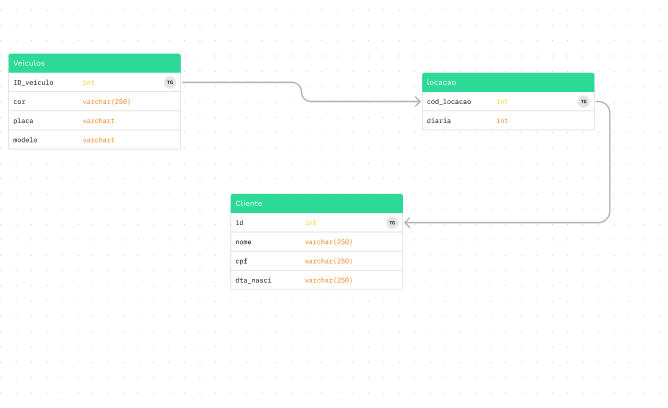 Veiculos
ID_veiculo int TG
cor varchar(250)
placa varchart
modelo varchart
locacao
cod_locacao int TG
diaria int
Cliente
id int TG
nome varchar(250)
cpf varchar(250)
dta_nasci varchar(250)